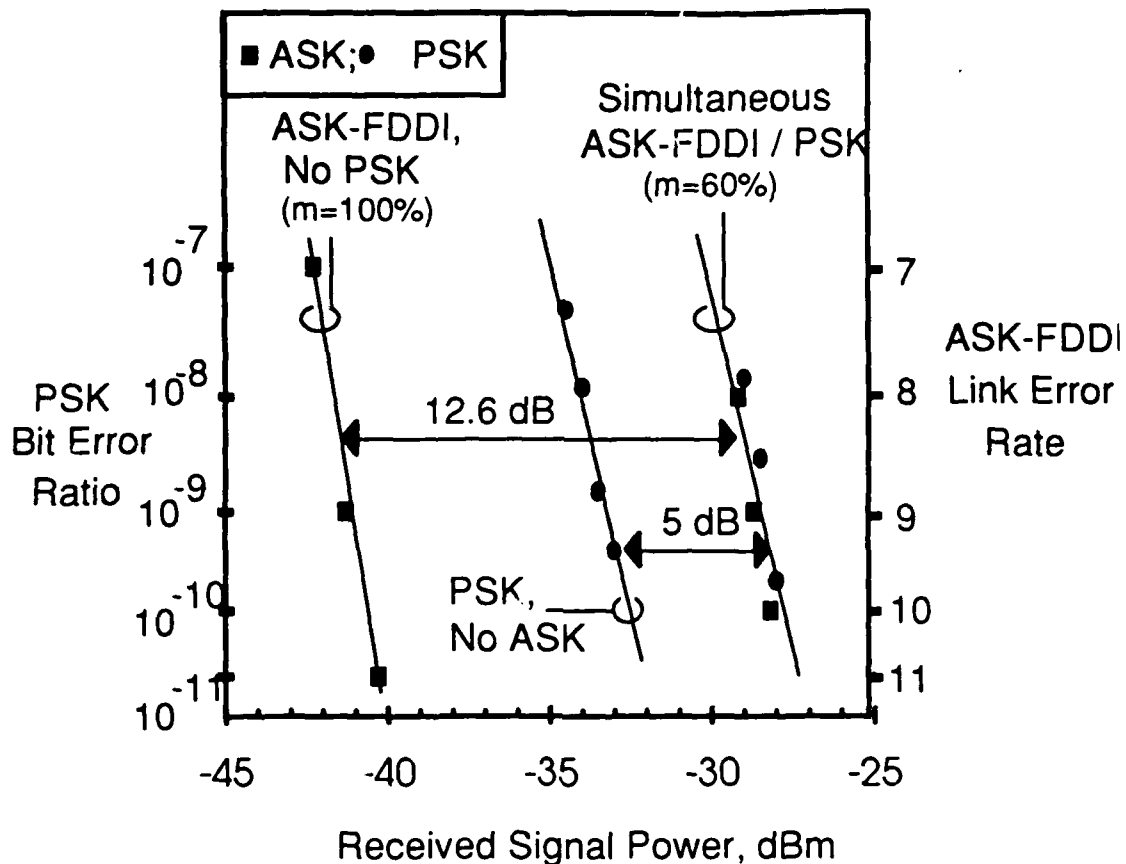 ■ ASK;● PSK
ASK-FDDI,
No PSK
(m=100%)
Simultaneous
ASK-FDDI / PSK
(m=60%)
10-7
10-8
10-9
10-10
10-11
PSK
Bit Error
Ratio
12.6 dB
5 dB
PSK,
No ASK
7
8
9
10
11
ASK-FDDI
Link Error
Rate
-45
-40
-35
-30
-25
Received Signal Power, dBm